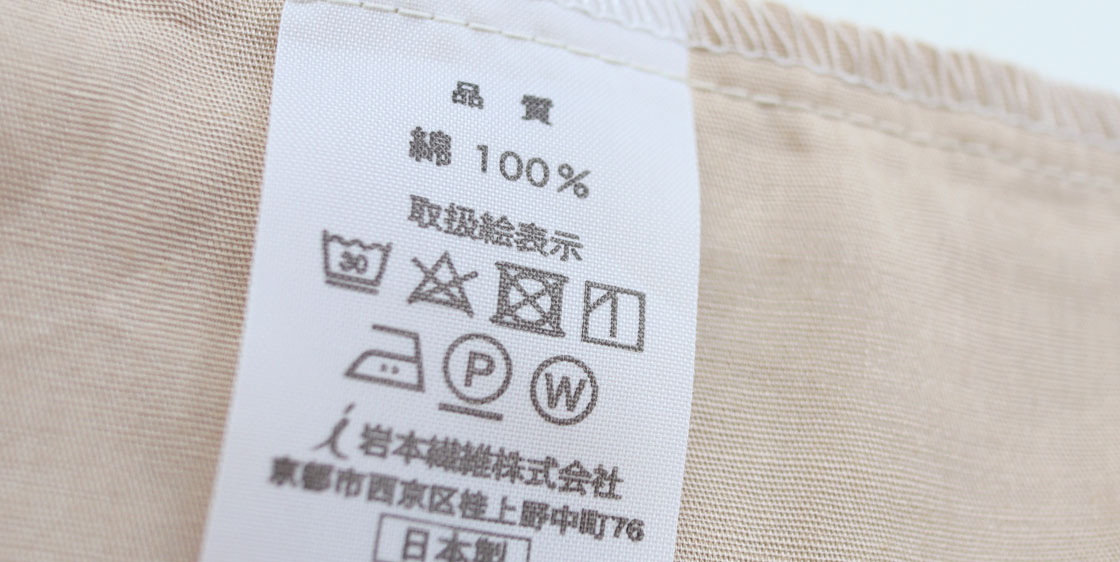 品質
綿 100%
取扱絵表示
30
P W
岩本繊維株式会社
京都市西京区桂上野中町76
日本製